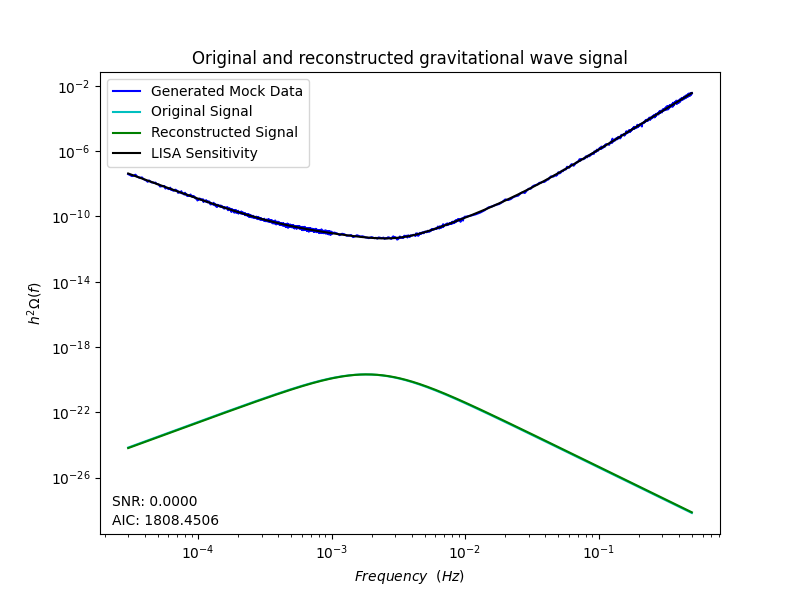 Original and reconstructed gravitational wave signal
Generated Mock Data
Original Signal
Reconstructed Signal
LISA Sensitivity
10⁻²
10⁻⁶
10⁻¹⁰
10⁻¹⁴
10⁻¹⁸
10⁻²²
10⁻²⁶
h²Ω(f)
SNR: 0.0000
AIC: 1808.4506
10⁻⁴ 10⁻³ 10⁻² 10⁻¹
Frequency (Hz)